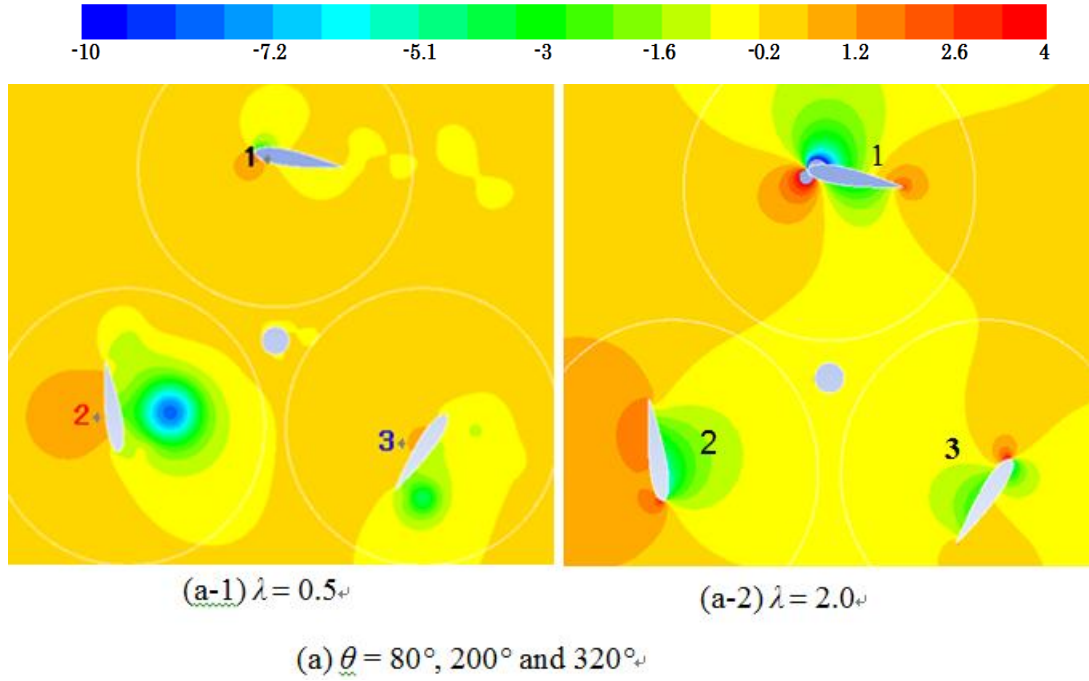 -10 -7.2 -5.1 -3 -1.6 -0.2 1.2 2.6 4
1 1
2 3 2 3
(a-1) λ = 0.5 (a-2) λ = 2.0
(a) θ = 80°, 200° and 320°